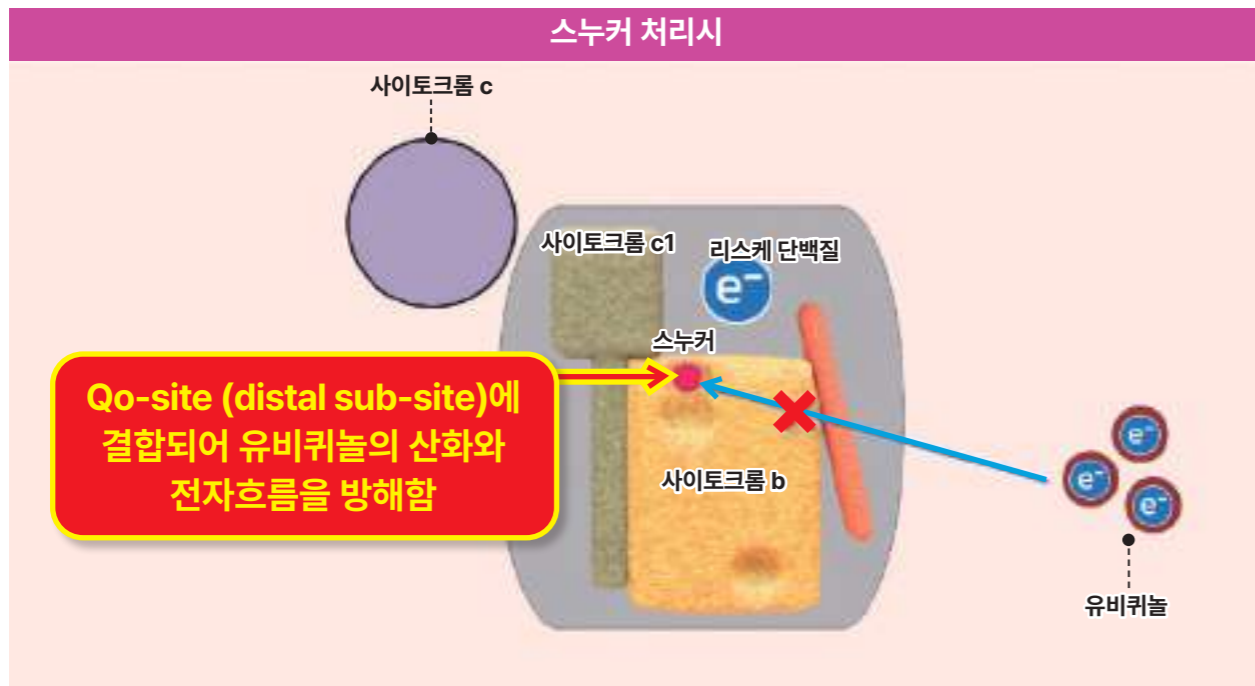 스누커 처리시
사이토크롬 c
사이토크롬 c1
리스케 단백질
e⁻
스누커
Qo-site (distal sub-site)에
결합되어 유비퀴놀의 산화와
전자흐름을 방해함
사이토크롬 b
e⁻
e⁻
e⁻
유비퀴놀